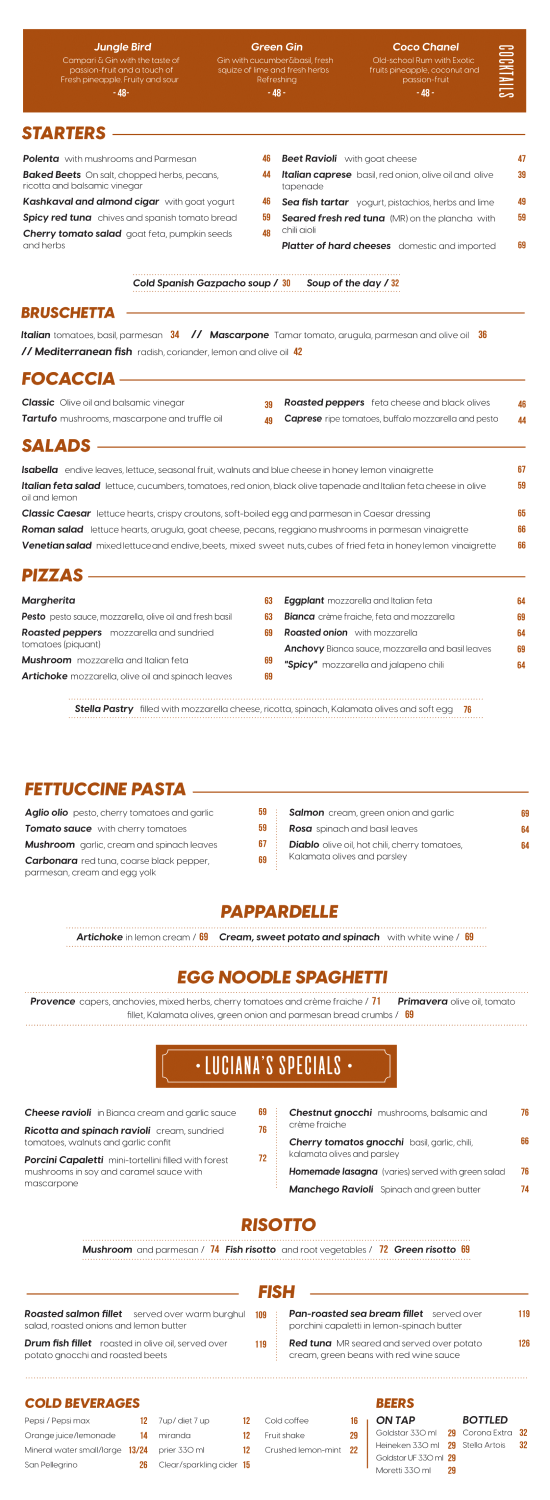 Jungle Bird
Campari & Gin with the taste of
passion-fruit and a touch of
Fresh pineapple. Fruity and sour
- 48-
Green Gin
Gin with cucumber&basil, fresh
squize of lime and fresh herbs
Refreshing
- 48 -
Coco Chanel
Old-school Rum with Exotic
fruits pineapple, coconut and
passion-fruit
- 48 -
COCKTAILS
STARTERS
Polenta with mushrooms and Parmesan 46
Baked Beets On salt, chopped herbs, pecans, 44
ricotta and balsamic vinegar
Kashkaval and almond cigar with goat yogurt 46
Spicy red tuna chives and spanish tomato bread 59
Cherry tomato salad goat feta, pumpkin seeds 48
and herbs
Beet Ravioli with goat cheese 47
Italian caprese basil, red onion, olive oil and olive 39
tapenade
Sea fish tartar yogurt, pistachios, herbs and lime 49
Seared fresh red tuna (MR) on the plancha with 59
chili aioli
Platter of hard cheeses domestic and imported 69
Cold Spanish Gazpacho soup / 30 Soup of the day / 32
BRUSCHETTA
Italian tomatoes, basil, parmesan 34 // Mascarpone Tamar tomato, arugula, parmesan and olive oil 36
// Mediterranean fish radish, coriander, lemon and olive oil 42
FOCACCIA
Classic Olive oil and balsamic vinegar 39
Tartufo mushrooms, mascarpone and truffle oil 49
Roasted peppers feta cheese and black olives 46
Caprese ripe tomatoes, buffalo mozzarella and pesto 44
SALADS
Isabella endive leaves, lettuce, seasonal fruit, walnuts and blue cheese in honey lemon vinaigrette 67
Italian feta salad lettuce, cucumbers, tomatoes, red onion, black olive tapenade and Italian feta cheese in olive 59
oil and lemon
Classic Caesar lettuce hearts, crispy croutons, soft-boiled egg and parmesan in Caesar dressing 65
Roman salad lettuce hearts, arugula, goat cheese, pecans, reggiano mushrooms in parmesan vinaigrette 66
Venetian salad mixed lettuce and endive, beets, mixed sweet nuts, cubes of fried feta in honey lemon vinaigrette 66
PIZZAS
Margherita 63
Pesto pesto sauce, mozzarella, olive oil and fresh basil 63
Roasted peppers mozzarella and sundried 69
tomatoes (piquant)
Mushroom mozzarella and Italian feta 69
Artichoke mozzarella, olive oil and spinach leaves 69
Eggplant mozzarella and Italian feta 64
Bianca crème fraiche, feta and mozzarella 69
Roasted onion with mozzarella 64
Anchovy Bianca sauce, mozzarella and basil leaves 69
"Spicy" mozzarella and jalapeno chili 64
Stella Pastry filled with mozzarella cheese, ricotta, spinach, Kalamata olives and soft egg 76
FETTUCCINE PASTA
Aglio olio pesto, cherry tomatoes and garlic 59
Tomato sauce with cherry tomatoes 59
Mushroom garlic, cream and spinach leaves 67
Carbonara red tuna, coarse black pepper, 69
parmesan, cream and egg yolk
Salmon cream, green onion and garlic 69
Rosa spinach and basil leaves 64
Diablo olive oil, hot chili, cherry tomatoes, 64
Kalamata olives and parsley
PAPPARDELLE
Artichoke in lemon cream / 69 Cream, sweet potato and spinach with white wine / 69
EGG NOODLE SPAGHETTI
Provence capers, anchovies, mixed herbs, cherry tomatoes and crème fraiche / 71 Primavera olive oil, tomato
fillet, Kalamata olives, green onion and parmesan bread crumbs / 69
• LUCIANA'S SPECIALS •
Cheese ravioli in Bianca cream and garlic sauce 69
Ricotta and spinach ravioli cream, sundried 76
tomatoes, walnuts and garlic confit
Porcini Capaletti mini-tortellini filled with forest 72
mushrooms in soy and caramel sauce with
mascarpone
Chestnut gnocchi mushrooms, balsamic and 76
crème fraiche
Cherry tomatos gnocchi basil, garlic, chili, 66
kalamata olives and parsley
Homemade lasagna (varies) served with green salad 76
Manchego Ravioli Spinach and green butter 74
RISOTTO
Mushroom and parmesan / 74 Fish risotto and root vegetables / 72 Green risotto 69
FISH
Roasted salmon fillet served over warm burghul 109
salad, roasted onions and lemon butter
Drum fish fillet roasted in olive oil, served over 119
potato gnocchi and roasted beets
Pan-roasted sea bream fillet served over 119
porchini capaletti in lemon-spinach butter
Red tuna MR seared and served over potato 126
cream, green beans with red wine sauce
COLD BEVERAGES
Pepsi / Pepsi max 12
Orange juice/lemonade 14
Mineral water small/large 13/24
San Pellegrino 26
7up/ diet 7 up 12
miranda 12
prier 330 ml 12
Clear/sparkling cider 15
Cold coffee 16
Fruit shake 29
Crushed lemon-mint 22
BEERS
ON TAP
Goldstar 330 ml 29
Heineken 330 ml 29
Goldstar UF 330 ml 29
Moretti 330 ml 29
BOTTLED
Corona Extra 32
Stella Artois 32